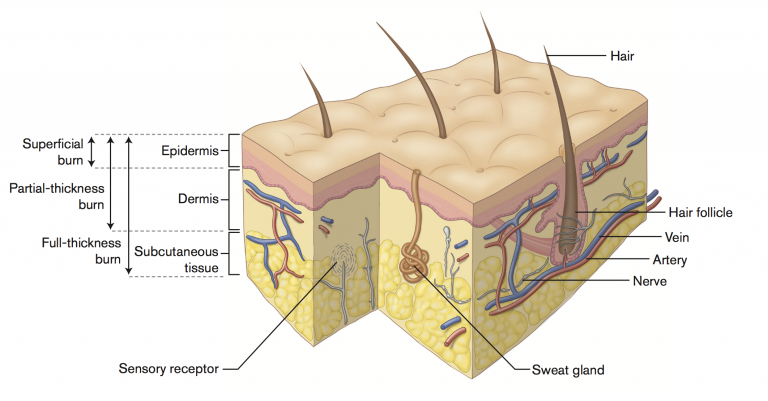 Hair
Superficial
burn
Epidermis
Partial-thickness
burn
Dermis
Hair follicle
Full-thickness
burn
Vein
Subcutaneous
tissue
Artery
Nerve
Sensory receptor
Sweat gland